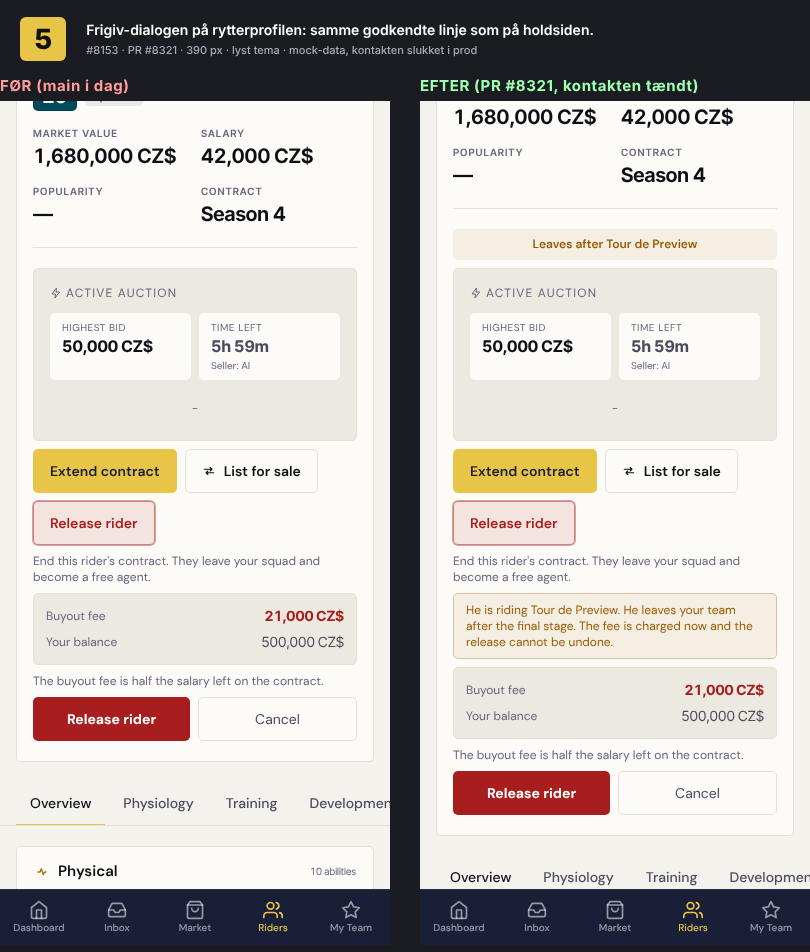 5
Frigiv-dialogen på rytterprofilen: samme godkendte linje som på holdsiden.
#8153 · PR #8321 · 390 px · lyst tema · mock-data, kontakten slukket i prod
FØR (main i dag)
MARKET VALUE SALARY
1,680,000 CZ$ 42,000 CZ$
POPULARITY CONTRACT
— Season 4
ACTIVE AUCTION
HIGHEST BID TIME LEFT
50,000 CZ$ 5h 59m
Seller: AI
–
Extend contract List for sale
Release rider
End this rider's contract. They leave your squad and
become a free agent.
Buyout fee 21,000 CZ$
Your balance 500,000 CZ$
The buyout fee is half the salary left on the contract.
Release rider Cancel
Overview Physiology Training Developmen
Physical 10 abilities
Dashboard Inbox Market Riders My Team
EFTER (PR #8321, kontakten tændt)
1,680,000 CZ$ 42,000 CZ$
POPULARITY CONTRACT
— Season 4
Leaves after Tour de Preview
ACTIVE AUCTION
HIGHEST BID TIME LEFT
50,000 CZ$ 5h 59m
Seller: AI
–
Extend contract List for sale
Release rider
End this rider's contract. They leave your squad and
become a free agent.
He is riding Tour de Preview. He leaves your team
after the final stage. The fee is charged now and the
release cannot be undone.
Buyout fee 21,000 CZ$
Your balance 500,000 CZ$
The buyout fee is half the salary left on the contract.
Release rider Cancel
Overview Physiology Training Developmen
Dashboard Inbox Market Riders My Team